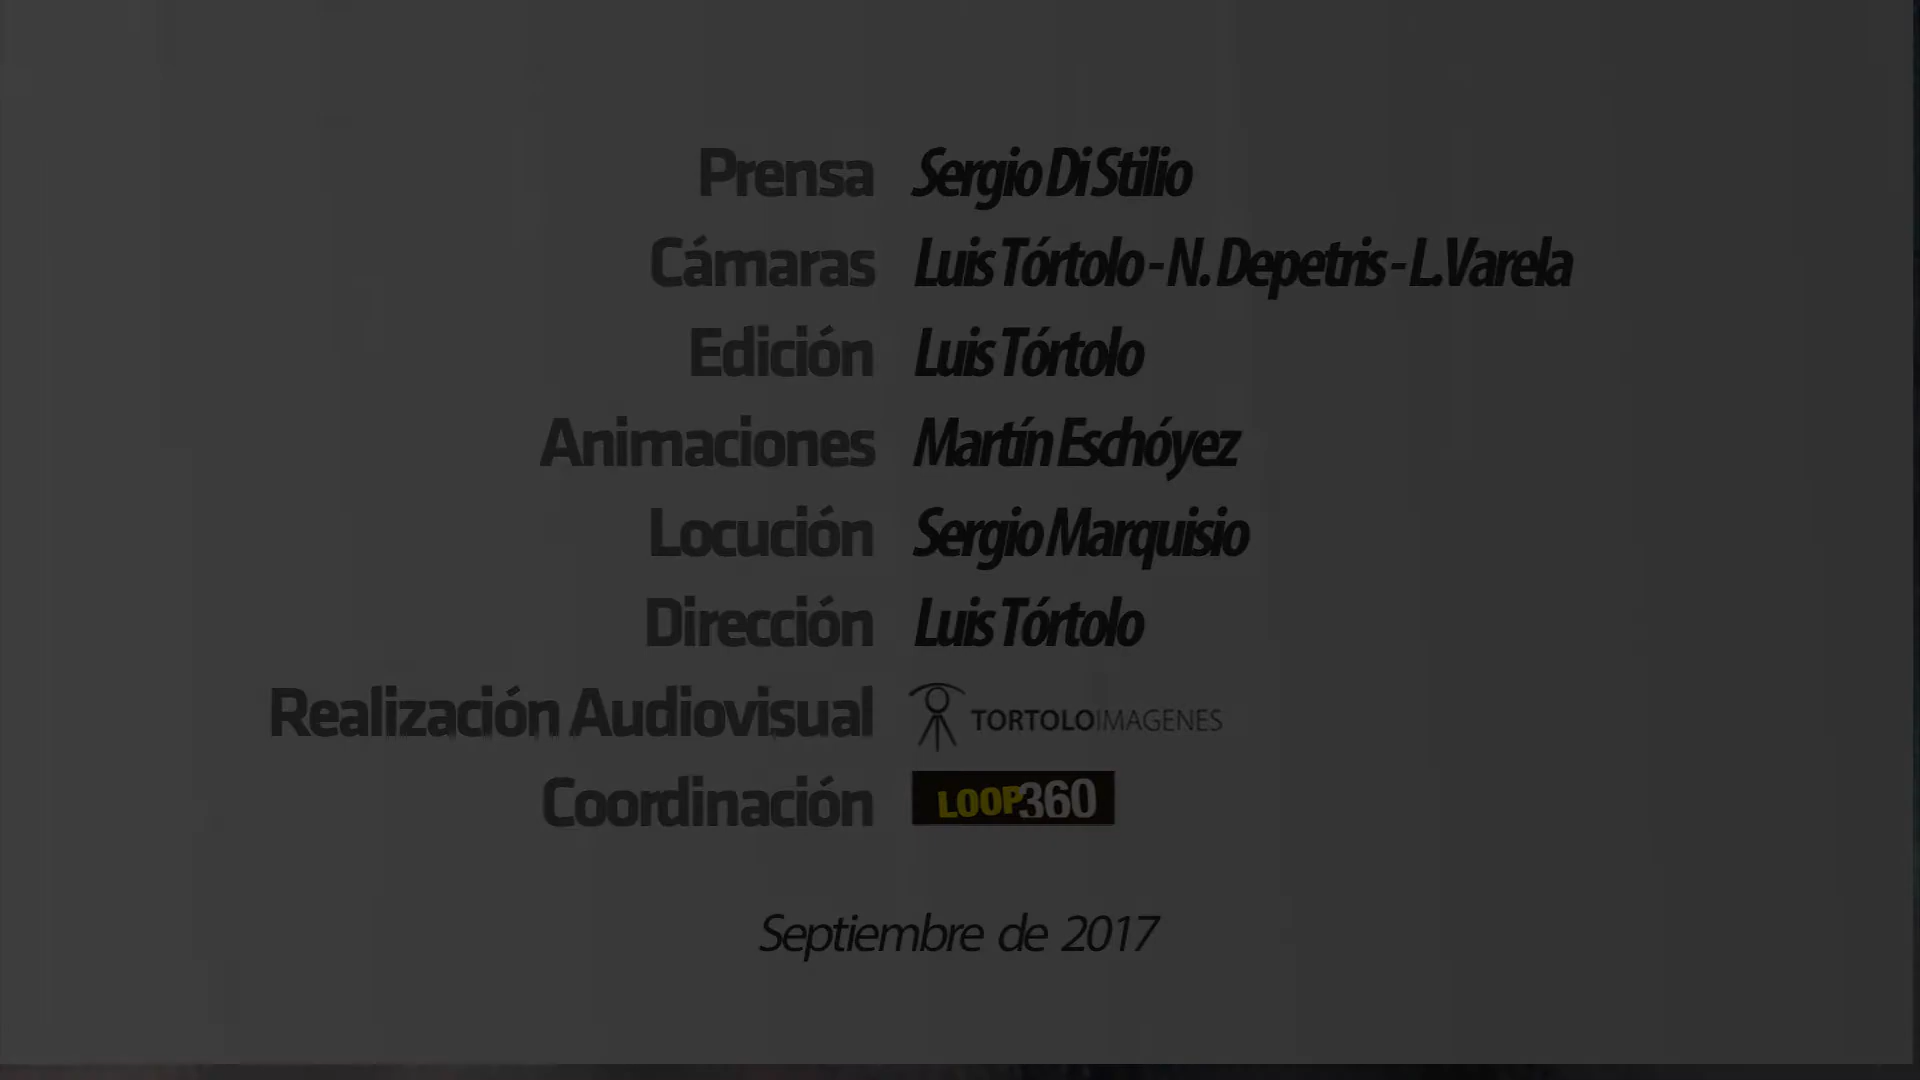 Prensa Sergio Di Stilio
Cámaras Luis Tórtolo - N. Depetris - L. Varela
Edición Luis Tórtolo
Animaciones Martín Eschóyez
Locución Sergio Marquisio
Dirección Luis Tórtolo
Realización Audiovisual TORTOLOIMAGENES
Coordinación LOOP360
Septiembre de 2017